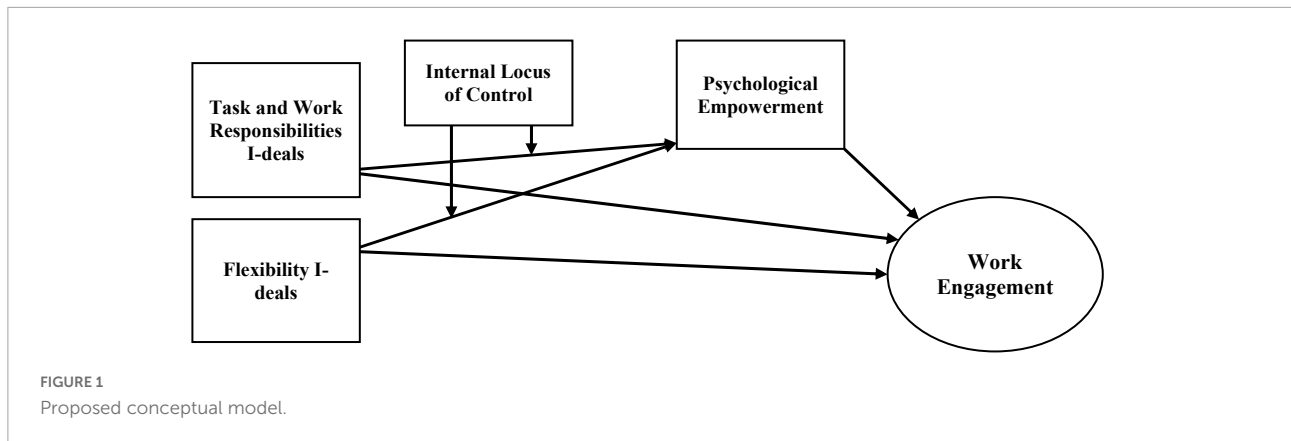 Task and Work
Responsibilities
I-deals
Internal Locus
of Control
Psychological
Empowerment
Flexibility I-
deals
Work
Engagement
FIGURE 1
Proposed conceptual model.